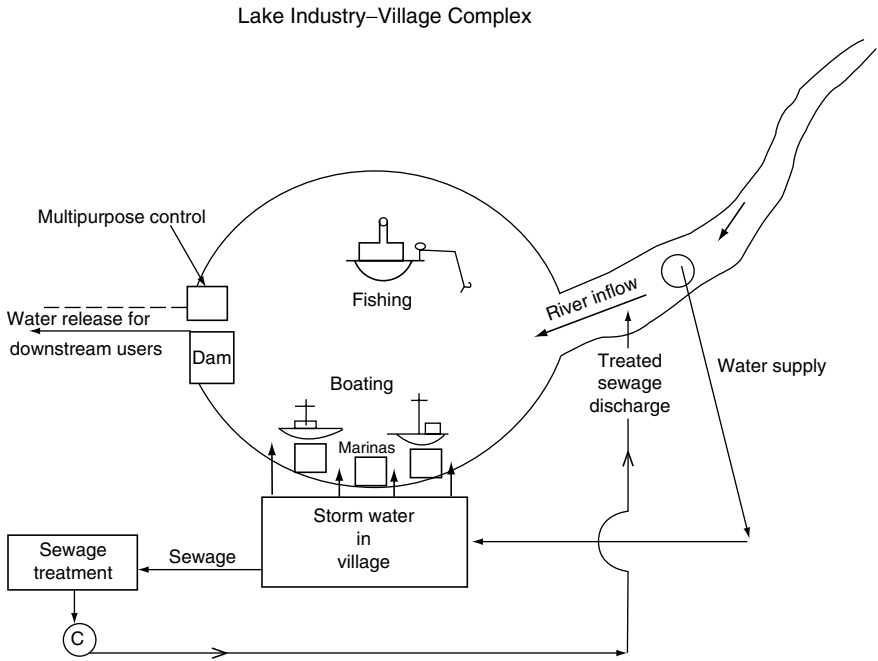 Lake Industry–Village Complex
Multipurpose control
Fishing
River inflow
Water release for
downstream users
Dam
Treated
sewage
discharge
Water supply
Boating
Marinas
Storm water
in
village
Sewage
treatment
Sewage
C